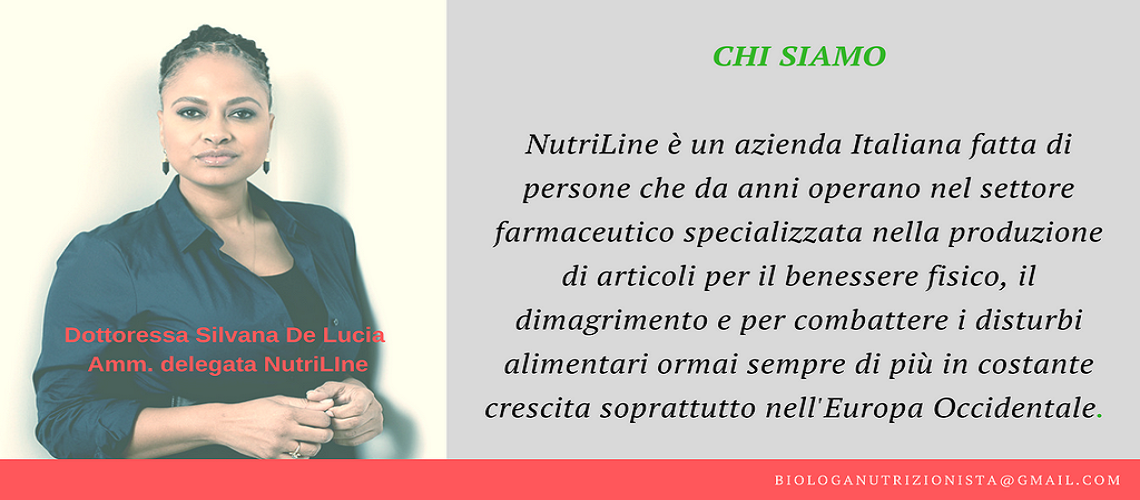 Dottoressa Silvana De Lucia
Amm. delegata NutriLIne
CHI SIAMO
NutriLine è un azienda Italiana fatta di
persone che da anni operano nel settore
farmaceutico specializzata nella produzione
di articoli per il benessere fisico, il
dimagrimento e per combattere i disturbi
alimentari ormai sempre di più in costante
crescita soprattutto nell'Europa Occidentale.
BIOLOGANUTRIZIONISTA@GMAIL.COM